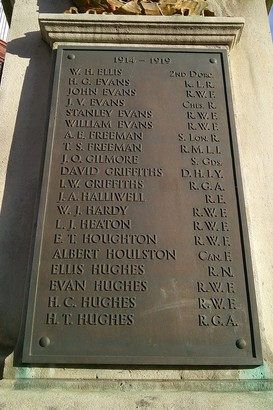 1914 – 1919
W. H. ELLIS 2ND DORC.
H. G. EVANS K. L. R.
JOHN EVANS R. W. F.
J. V. EVANS CHES. R.
STANLEY EVANS R. W. F.
WILLIAM EVANS R. W. F.
A. E. FREEMAN S. LON. R.
T. S. FREEMAN R. M. L. I.
J. O. GILMORE S. GDS.
DAVID GRIFFITHS D. H. L. Y.
I. W. GRIFFITHS R. G. A.
J. A. HALLIWELL R. E.
W. J. HARDY R. W. F.
L. J. HEATON R. W. F.
E. T. HOUGHTON R. W. F.
ALBERT HOULSTON CAN. F.
ELLIS HUGHES R. N.
EVAN HUGHES R. W. F.
H. C. HUGHES R. W. F.
H. T. HUGHES R. G. A.